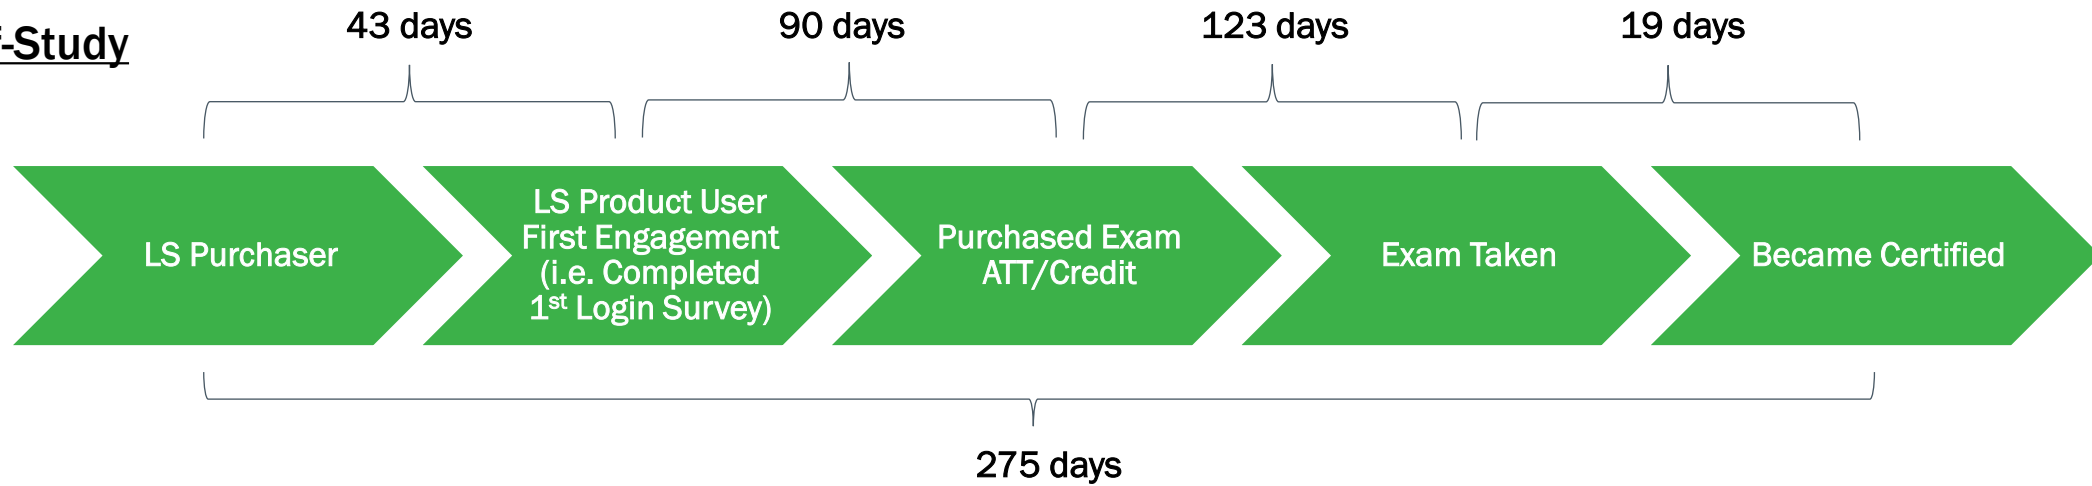 -Study
43 days
90 days
123 days
19 days
LS Purchaser
LS Product User
First Engagement
(i.e. Completed
1st Login Survey)
Purchased Exam
ATT/Credit
Exam Taken
Became Certified
275 days